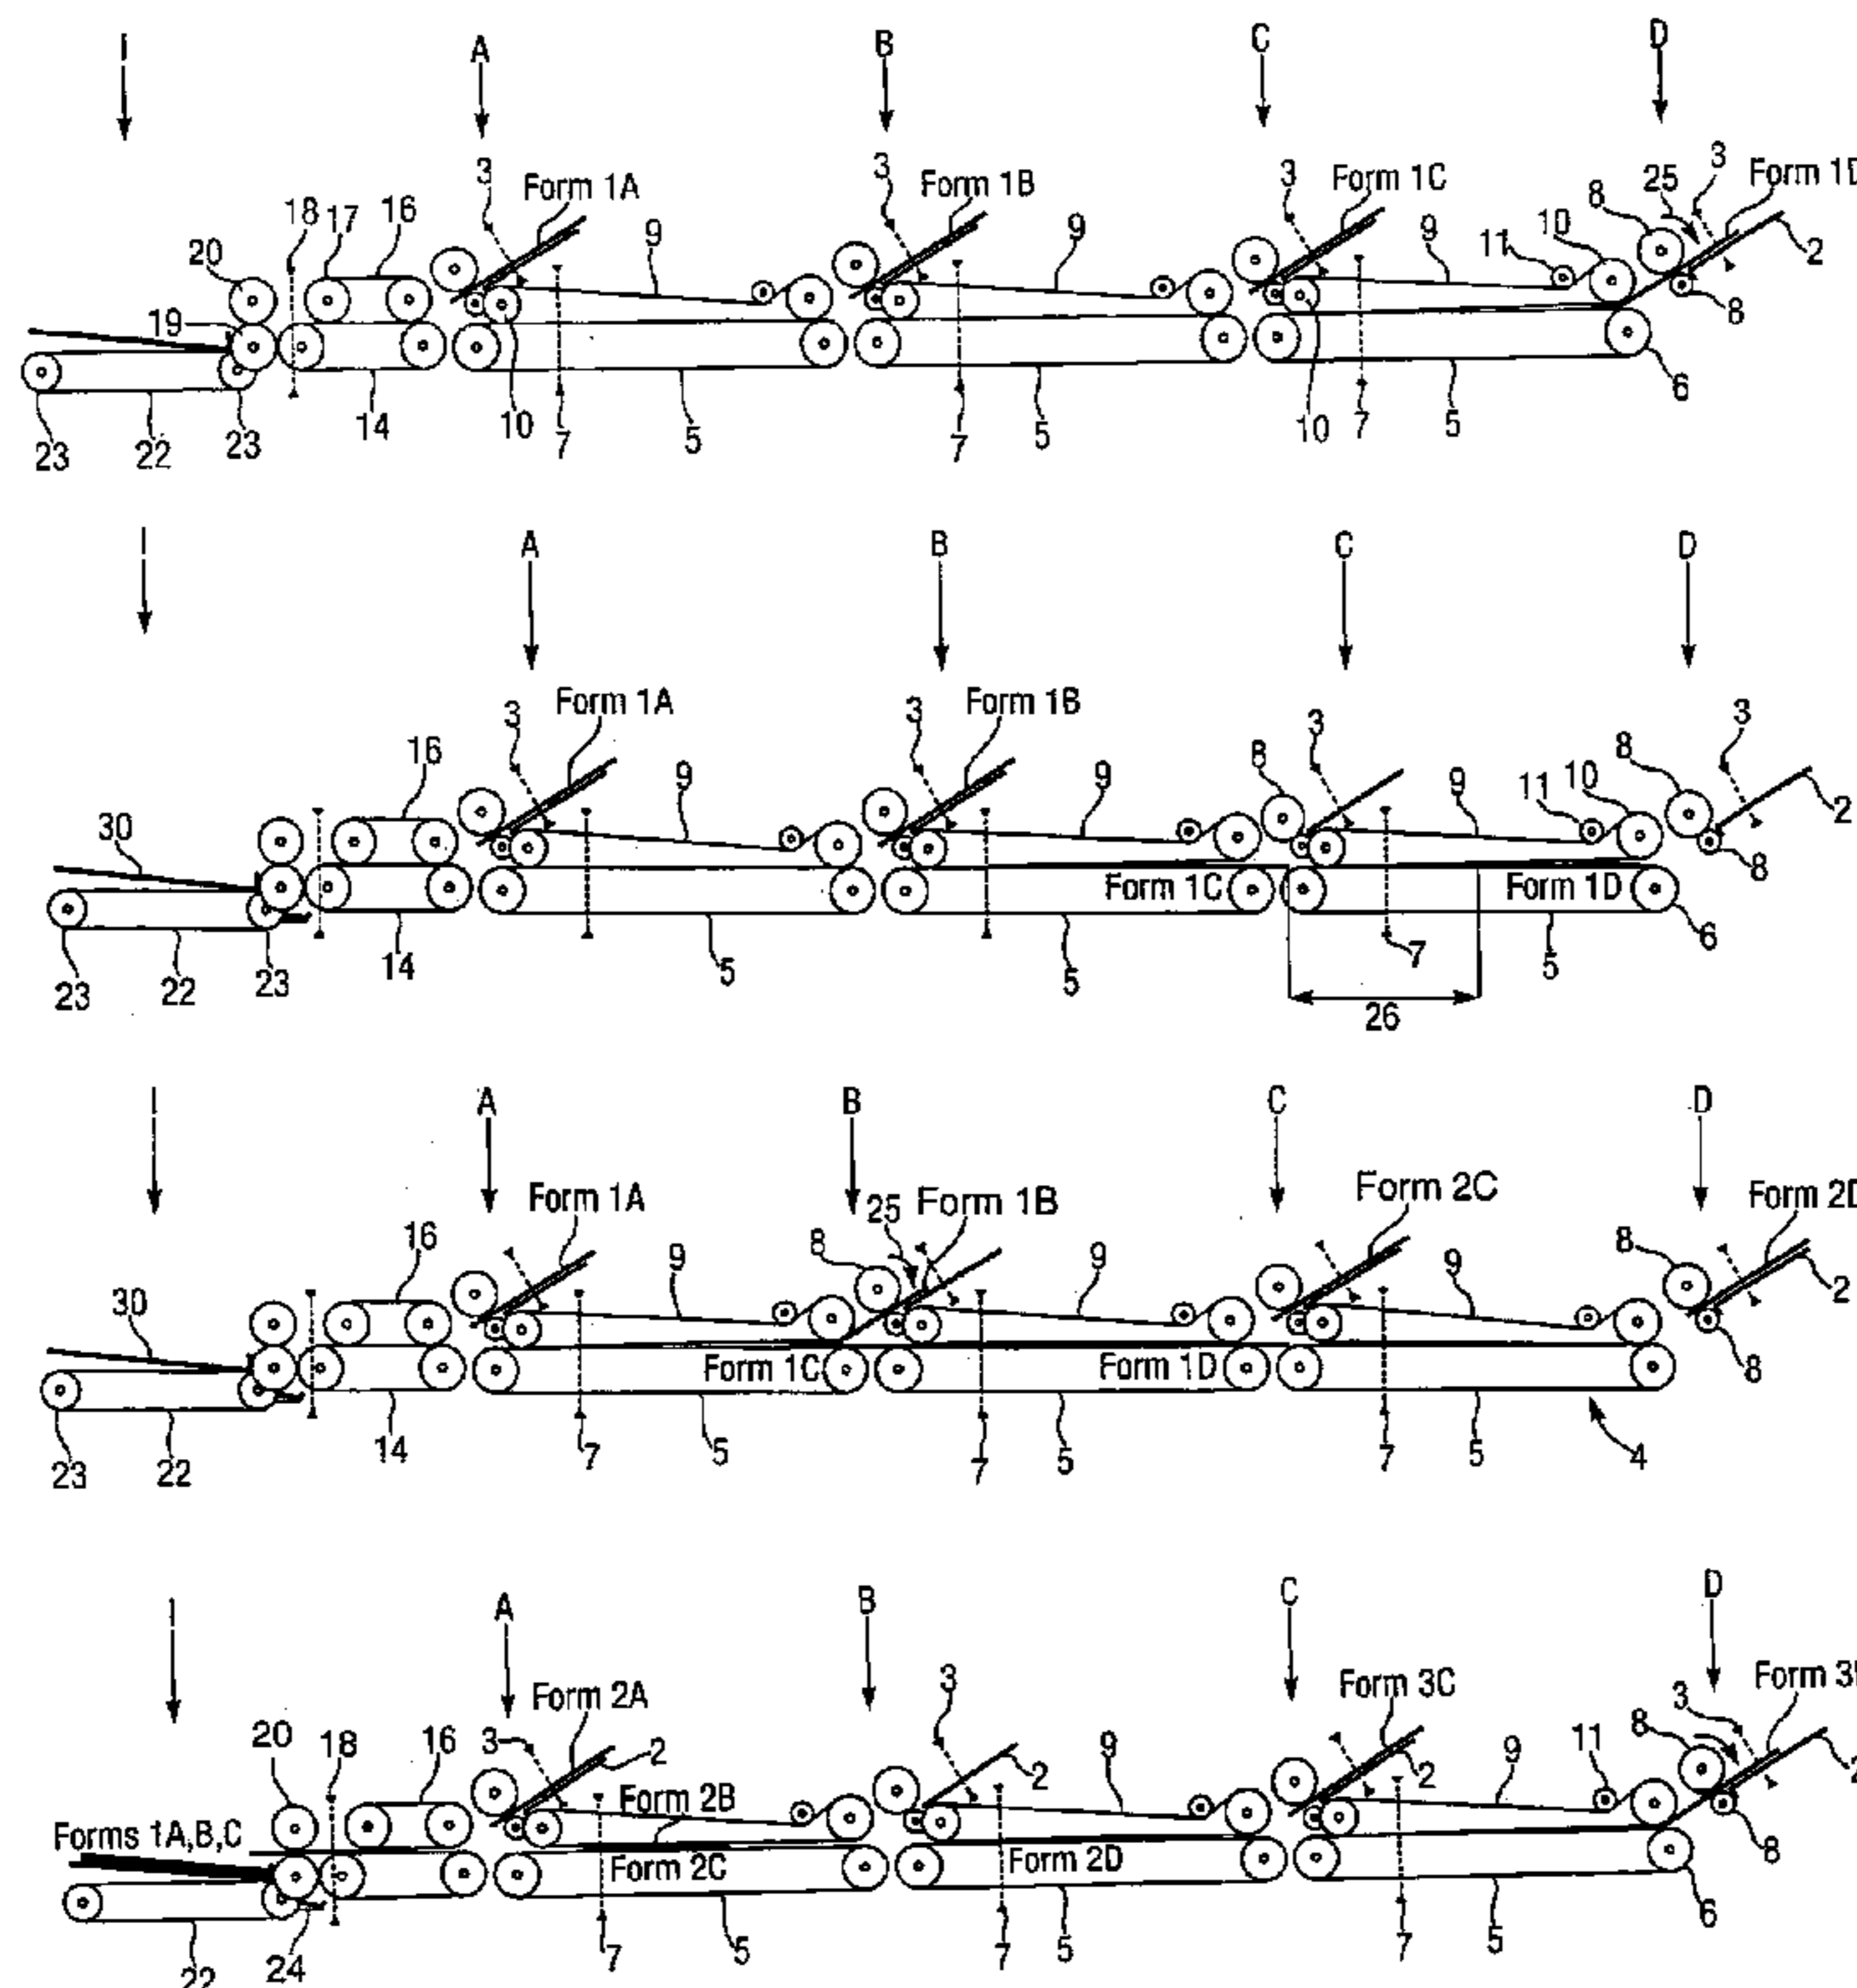 I A B C D
3 Form 1A 3 Form 1B 3 Form 1C 8 25 3 Form 1D
20 18 17 16 9 9 9 11 10 2
19 8
23 22 23 14 10 7 5 7 5 10 7 5 6
I A B C D
3 Form 1A 3 Form 1B 3 3
16 9 9 8 9 11 10 8 2
30 Form 1C Form 1D 8
23 22 23 14 5 5 7 5 6
26
I A B C D
Form 1A 25 Form 1B Form 2C Form 2D
16 9 8 9 9 8 2
30 Form 1C Form 1D 8
23 22 14 5 7 7 5 7 5 4
I A B C D
Form 2A 3 Form 3C 3
20 18 16 3 2 Form 2B 2 9 2 9 11 8 2
Forms 1A,B,C Form 2C Form 2D 8
22 24 7 5 7 5 7 5 6